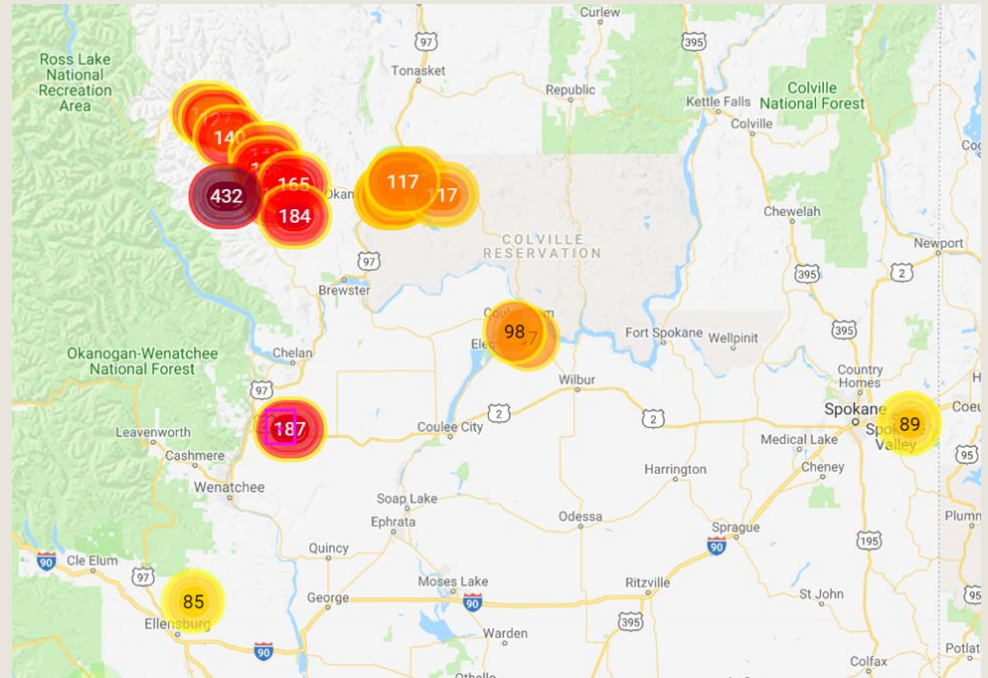 Curlew
97
395
Ross Lake
National
Recreation
Area
Tonasket
Republic
Colville
National Forest
Kettle Falls
Colville
140
165
117
117
432
184
Chewelah
COLVILLE
RESERVATION
Newport
97
395
2
Brewster
98
395
Fort Spokane
Wellpinit
Okanogan-Wenatchee
National Forest
Chelan
Country
Homes
Wilbur
97
Spokane
2
2
187
89
Leavenworth
Coulee City
Medical Lake
Valley
95
Cashmere
Cheney
Harrington
Wenatchee
Soap Lake
Odessa
Ephrata
Sprague
195
Quincy
90
90
Cle Elum
97
Moses Lake
Ritzville
St John
95
85
George
90
395
Ellensburg
90
Warden
Colfax